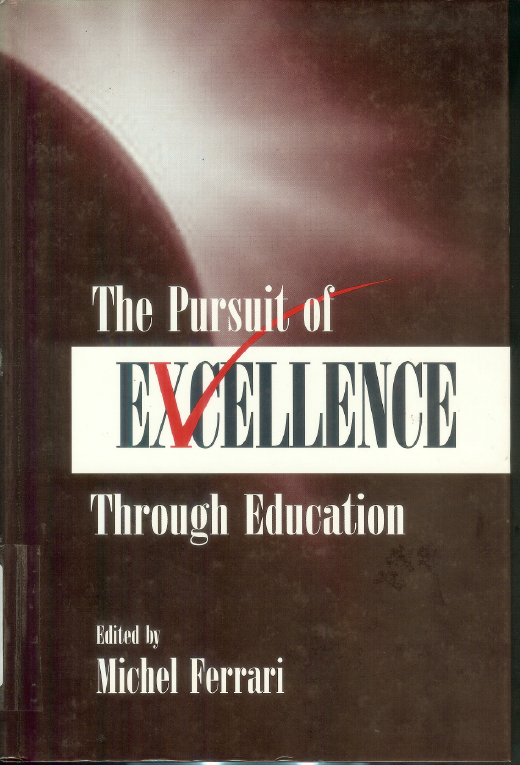 The Pursuit of
EXCELLENCE
Through Education
Edited by
Michel Ferrari